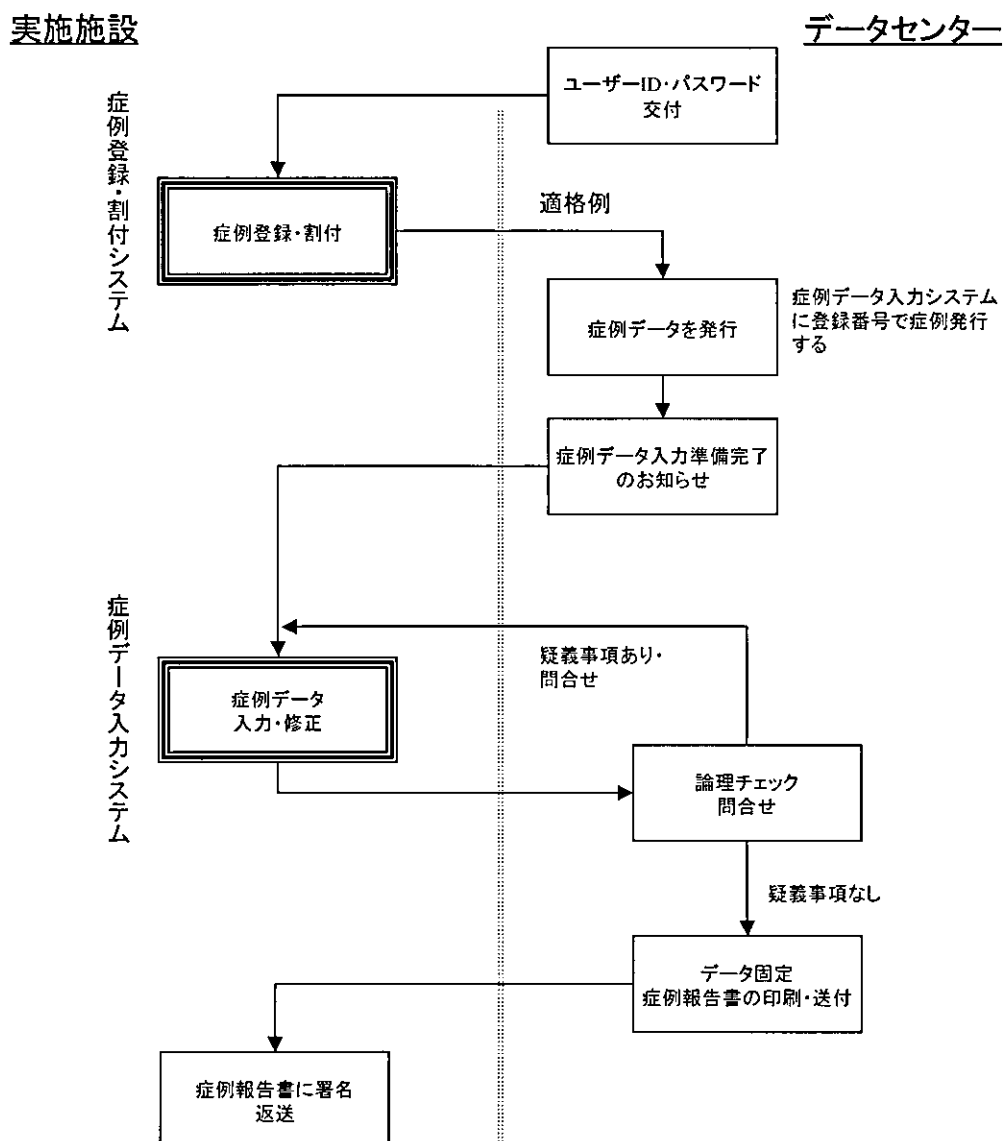 実施施設
データセンター
ユーザーID・パスワード
交付
症例登録・割付システム
症例登録・割付
適格例
症例データを発行
症例データ入力システム
に登録番号で症例発行
する
症例データ入力準備完了
のお知らせ
症例データ入力システム
疑義事項あり・
問合せ
症例データ
入力・修正
論理チェック
問合せ
疑義事項なし
データ固定
症例報告書の印刷・送付
症例報告書に署名
返送